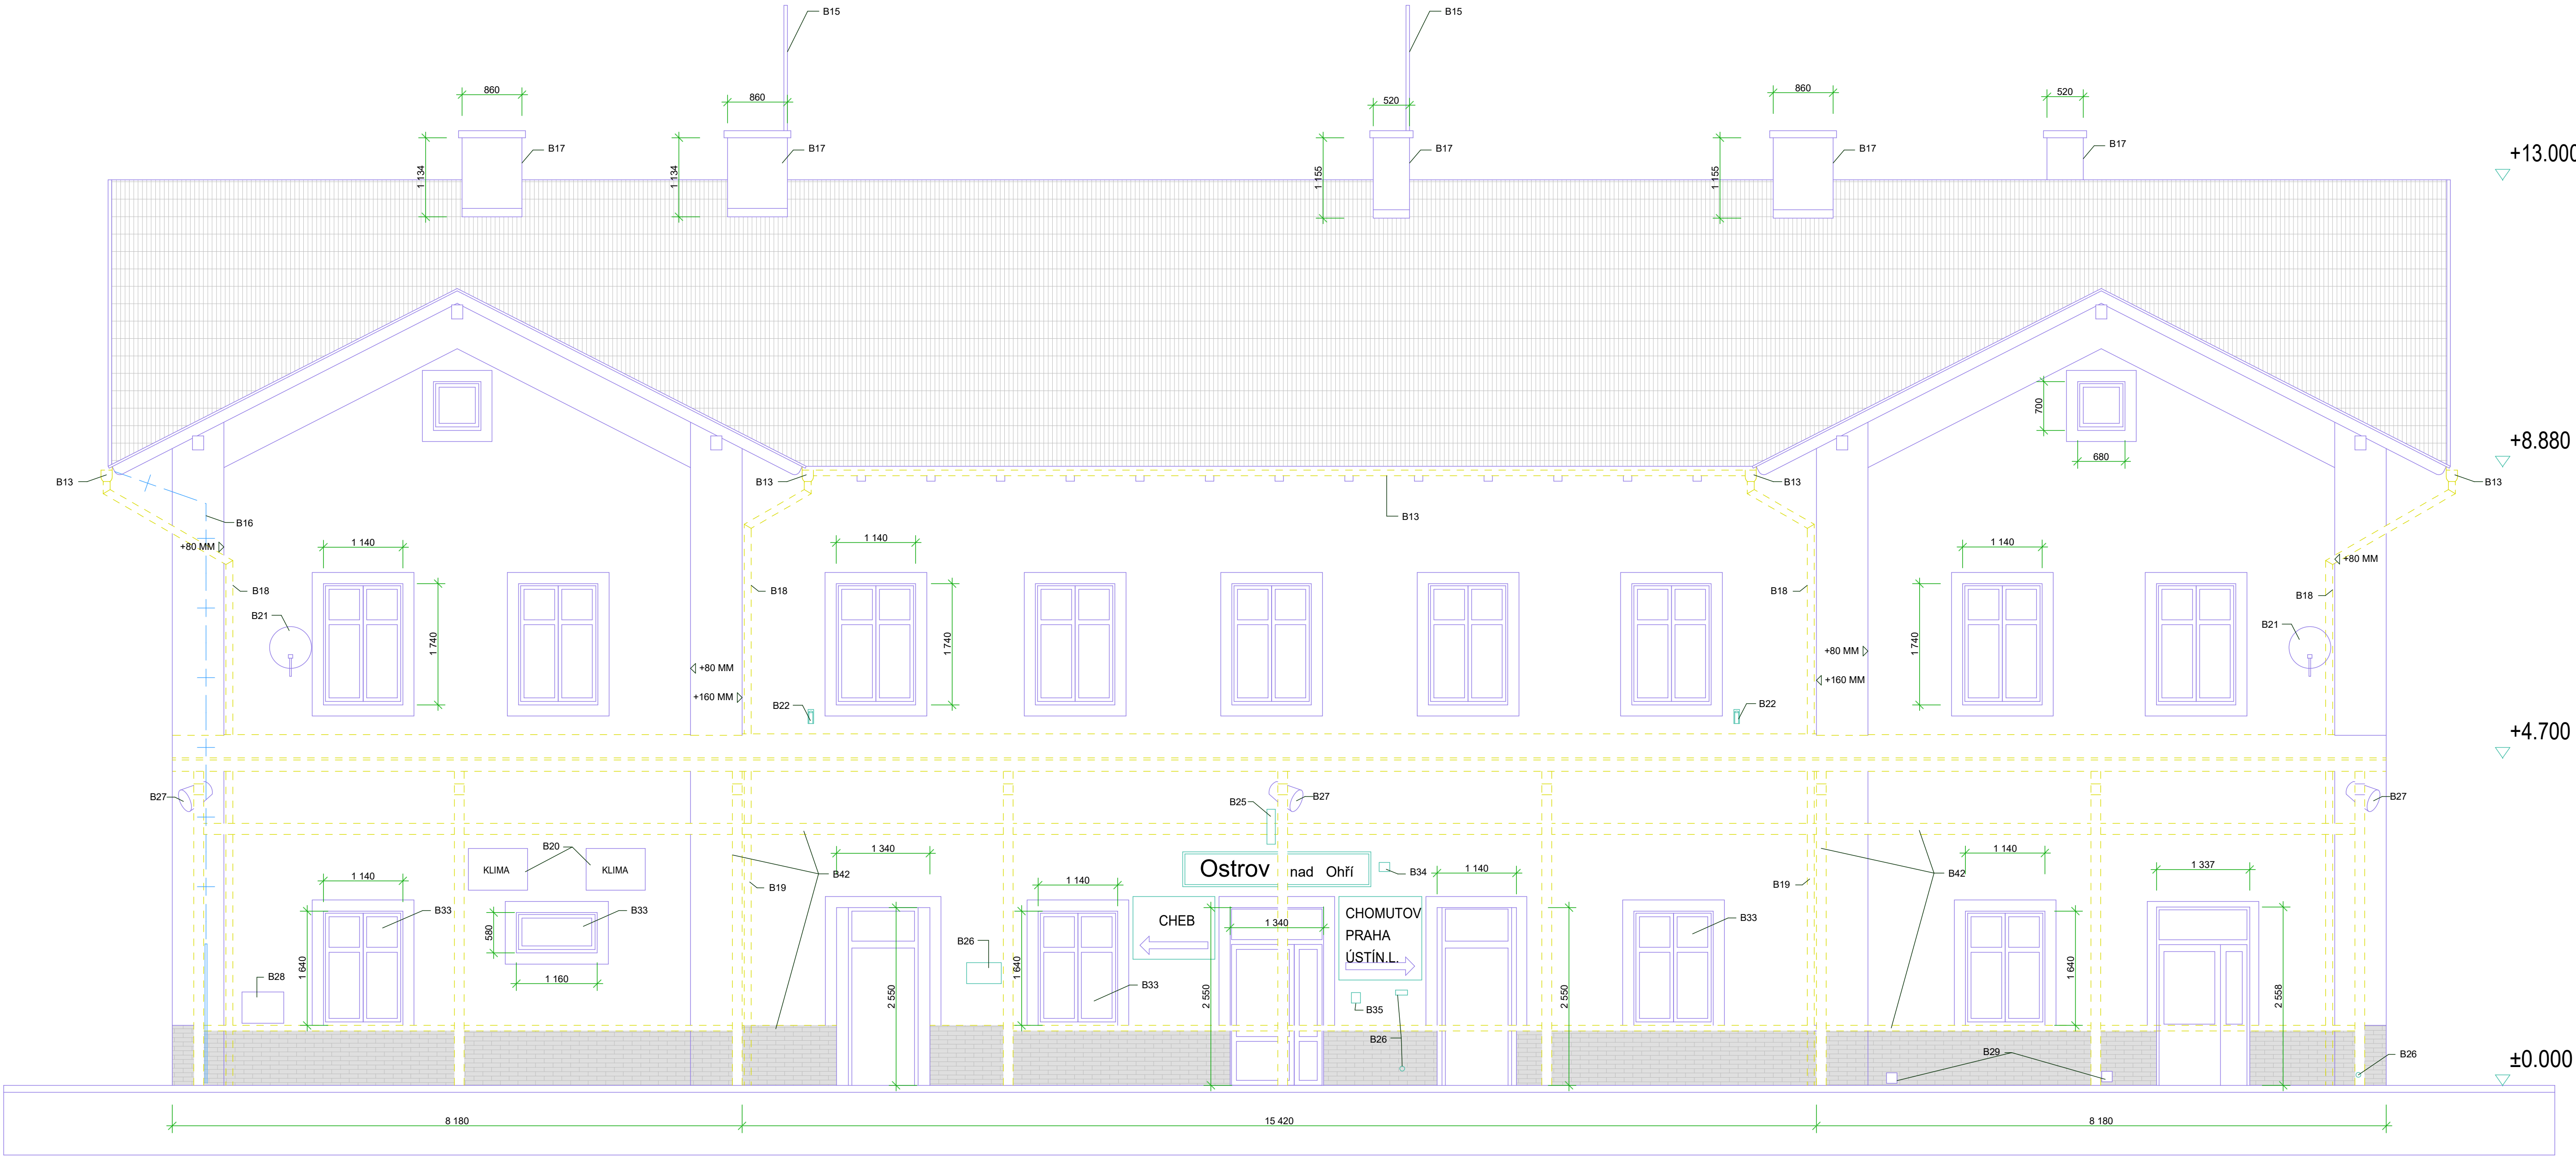 B15
B15
860
860
520
860
520
B17
B17
B17
B17
B17
1 134
1 134
1 155
1 155
+13.000
700
680
+8.880
B13
B13
B13
B13
B13
B16
+80 MM
+80 MM
1 140
1 140
1 140
B18
B18
B18
B18
B21
B21
1 740
1 740
1 740
+80 MM
+160 MM
+80 MM
+160 MM
B22
B22
+4.700
B27
B27
B27
B25
B20
KLIMA
KLIMA
1 340
B42
B19
Ostrov nad Ohří
B34
1 140
B19
B42
1 140
1 337
1 140
1 140
B33
B33
B33
B33
580
1 160
1 640
1 640
1 640
CHEB
1 340
CHOMUTOV
PRAHA
ÚSTÍN.L.
B26
B28
B35
B26
2 550
2 550
2 550
2 558
B29
B26
±0.000
8 180
15 420
8 180